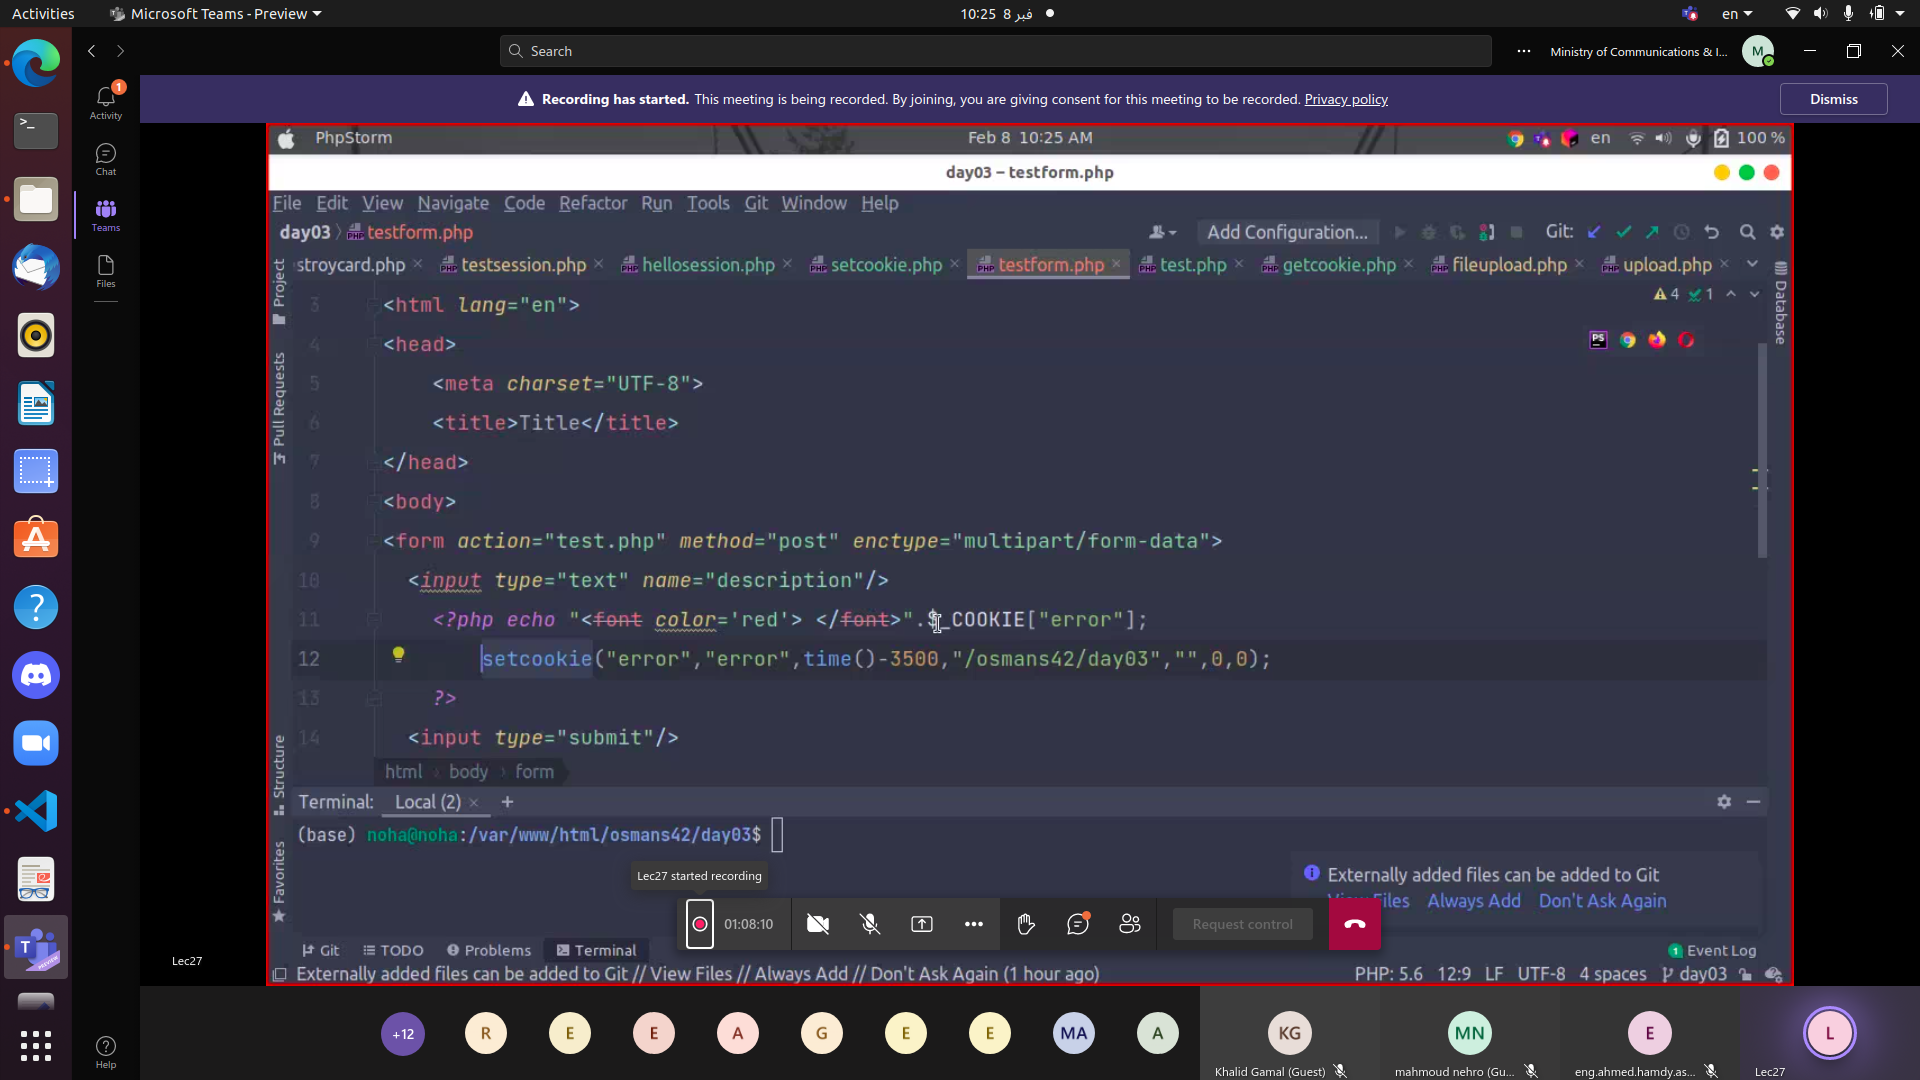 Activities
Microsoft Teams - Preview
10:25 8 فبر
en
Search
Ministry of Communications & I...
M
Activity
1
Chat
Teams
Files
Help
Recording has started. This meeting is being recorded. By joining, you are giving consent for this meeting to be recorded. Privacy policy
Dismiss
PhpStorm
Feb 8 10:25 AM
en
100 %
day03 – testform.php
File Edit View Navigate Code Refactor Run Tools Git Window Help
day03 testform.php
Add Configuration...
Git:
stroycard.php testsession.php hellosession.php setcookie.php testform.php test.php getcookie.php fileupload.php upload.php
4 1
Project
Pull Requests
Structure
Favorites
Database
3 <html lang="en">
4 <head>
5 <meta charset="UTF-8">
6 <title>Title</title>
7 </head>
8 <body>
9 <form action="test.php" method="post" enctype="multipart/form-data">
10 <input type="text" name="description"/>
11 <?php echo "<font color='red'> </font>".$_COOKIE["error"];
12 setcookie("error","error",time()-3500,"/osmans42/day03","",0,0);
13 ?>
14 <input type="submit"/>
html body form
Terminal: Local (2) +
(base) noha@noha:/var/www/html/osmans42/day03$
Lec27 started recording
01:08:10
Request control
Externally added files can be added to Git
Files Always Add Don't Ask Again
Git TODO Problems Terminal
1 Event Log
Externally added files can be added to Git // View Files // Always Add // Don't Ask Again (1 hour ago)
PHP: 5.6 12:9 LF UTF-8 4 spaces day03
Lec27
+12 R E E A G E E MA A KG MN E L
Khalid Gamal (Guest)
mahmoud nehro (Gu...
eng.ahmed.hamdy.as...
Lec27